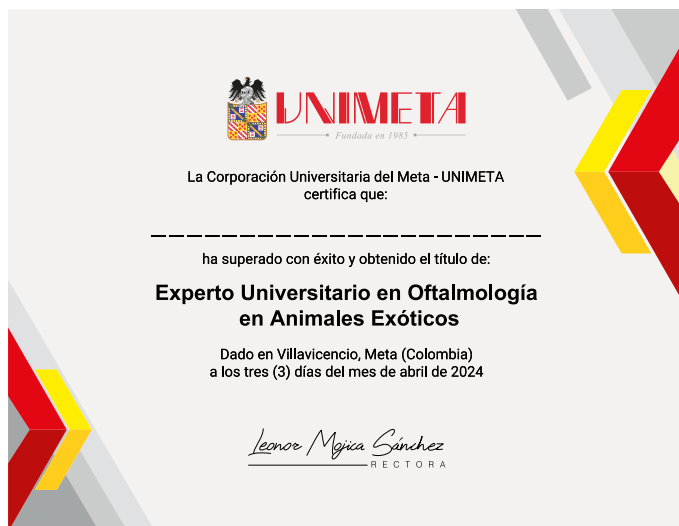 UNIMETA
Fundada en 1985
La Corporación Universitaria del Meta - UNIMETA
certifica que:
ha superado con éxito y obtenido el título de:
Experto Universitario en Oftalmología
en Animales Exóticos
Dado en Villavicencio, Meta (Colombia)
a los tres (3) días del mes de abril de 2024
Leonor Mojica Sánchez
RECTORA